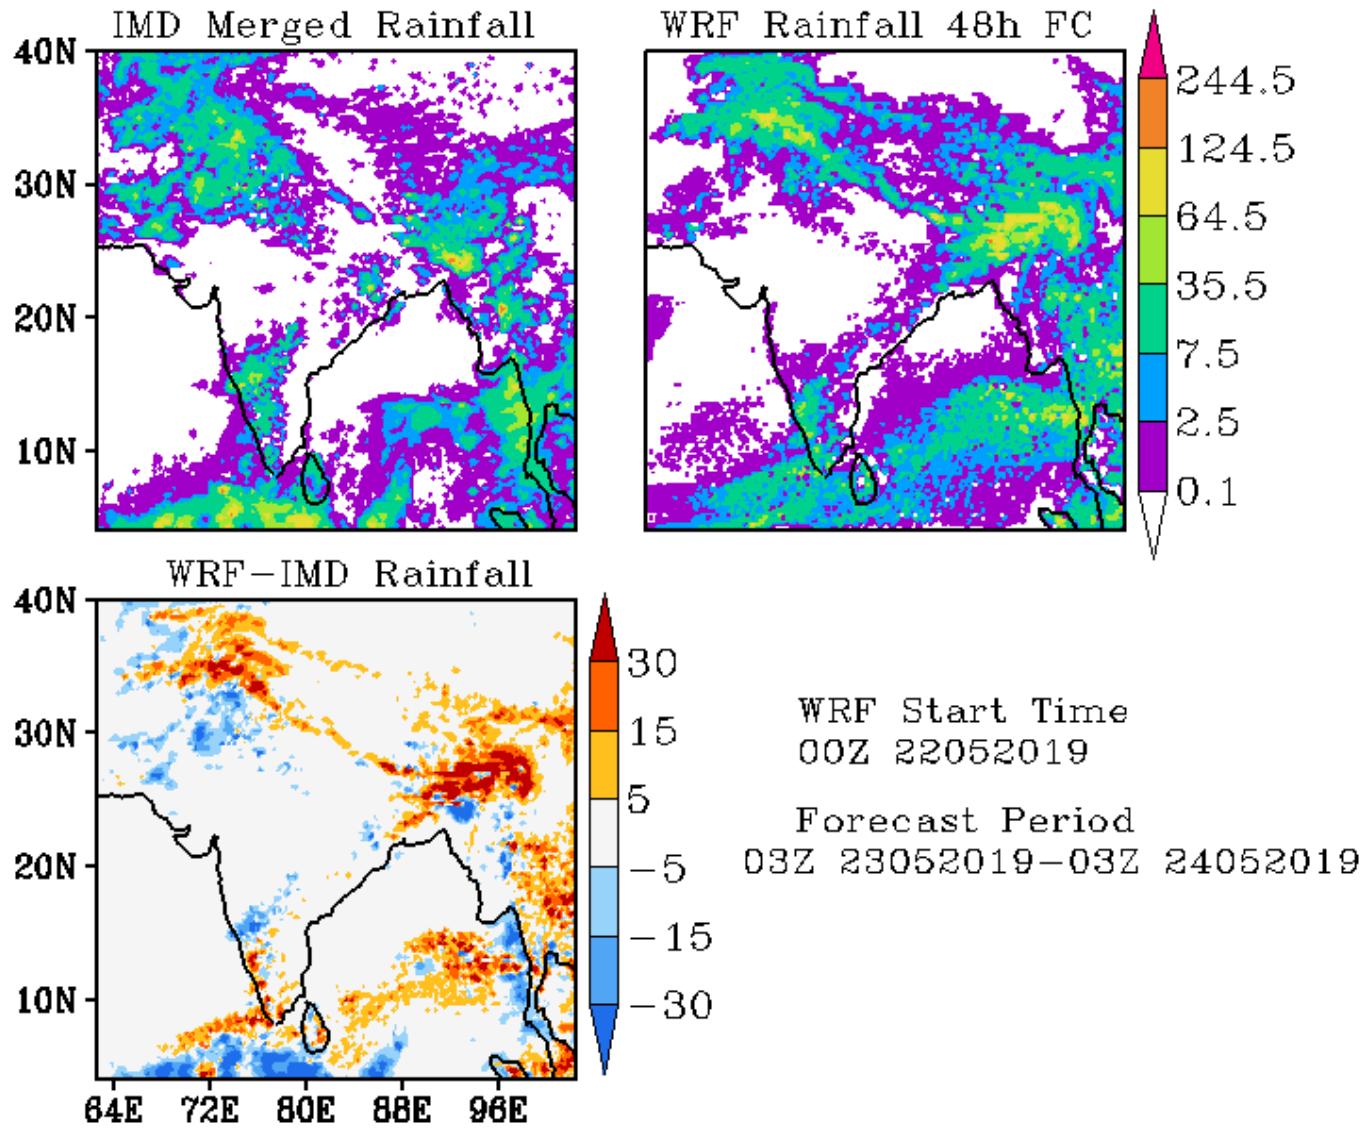 IMD Merged Rainfall
WRF Rainfall 48h FC
40N
30N
20N
10N
244.5
124.5
64.5
35.5
7.5
2.5
0.1
WRF-IMD Rainfall
40N
30N
20N
10N
64E 72E 80E 88E 96E
30
15
5
-5
-15
-30
WRF Start Time
00Z 22052019
Forecast Period
03Z 23052019-03Z 24052019